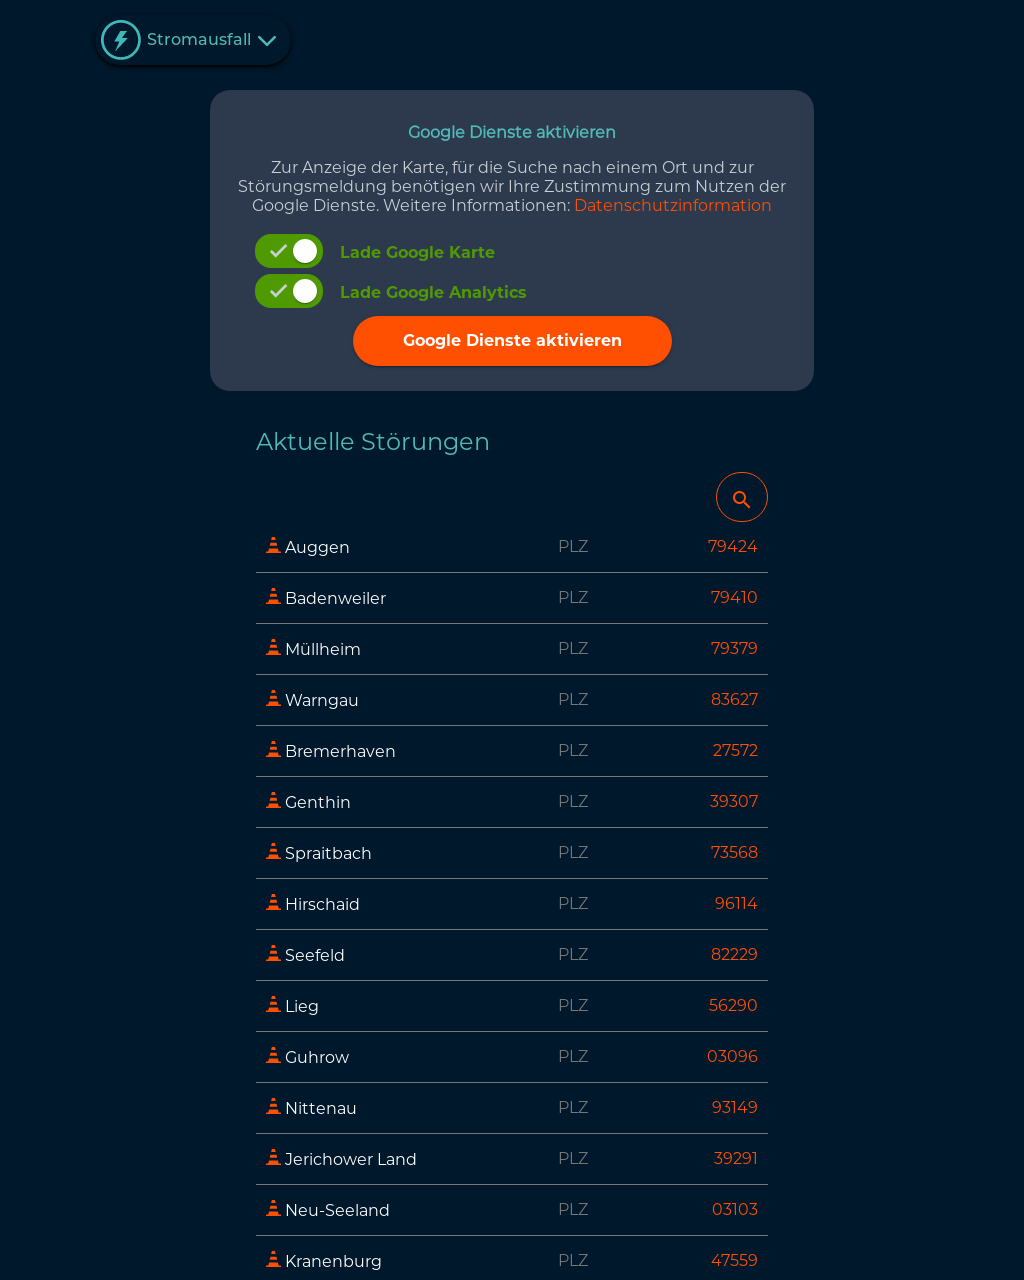 Stromausfall
Google Dienste aktivieren
Zur Anzeige der Karte, für die Suche nach einem Ort und zur
Störungsmeldung benötigen wir Ihre Zustimmung zum Nutzen der
Google Dienste. Weitere Informationen: Datenschutzinformation
Lade Google Karte
Lade Google Analytics
Google Dienste aktivieren
Aktuelle Störungen
Auggen PLZ 79424
Badenweiler PLZ 79410
Müllheim PLZ 79379
Warngau PLZ 83627
Bremerhaven PLZ 27572
Genthin PLZ 39307
Spraitbach PLZ 73568
Hirschaid PLZ 96114
Seefeld PLZ 82229
Lieg PLZ 56290
Guhrow PLZ 03096
Nittenau PLZ 93149
Jerichower Land PLZ 39291
Neu-Seeland PLZ 03103
Kranenburg PLZ 47559